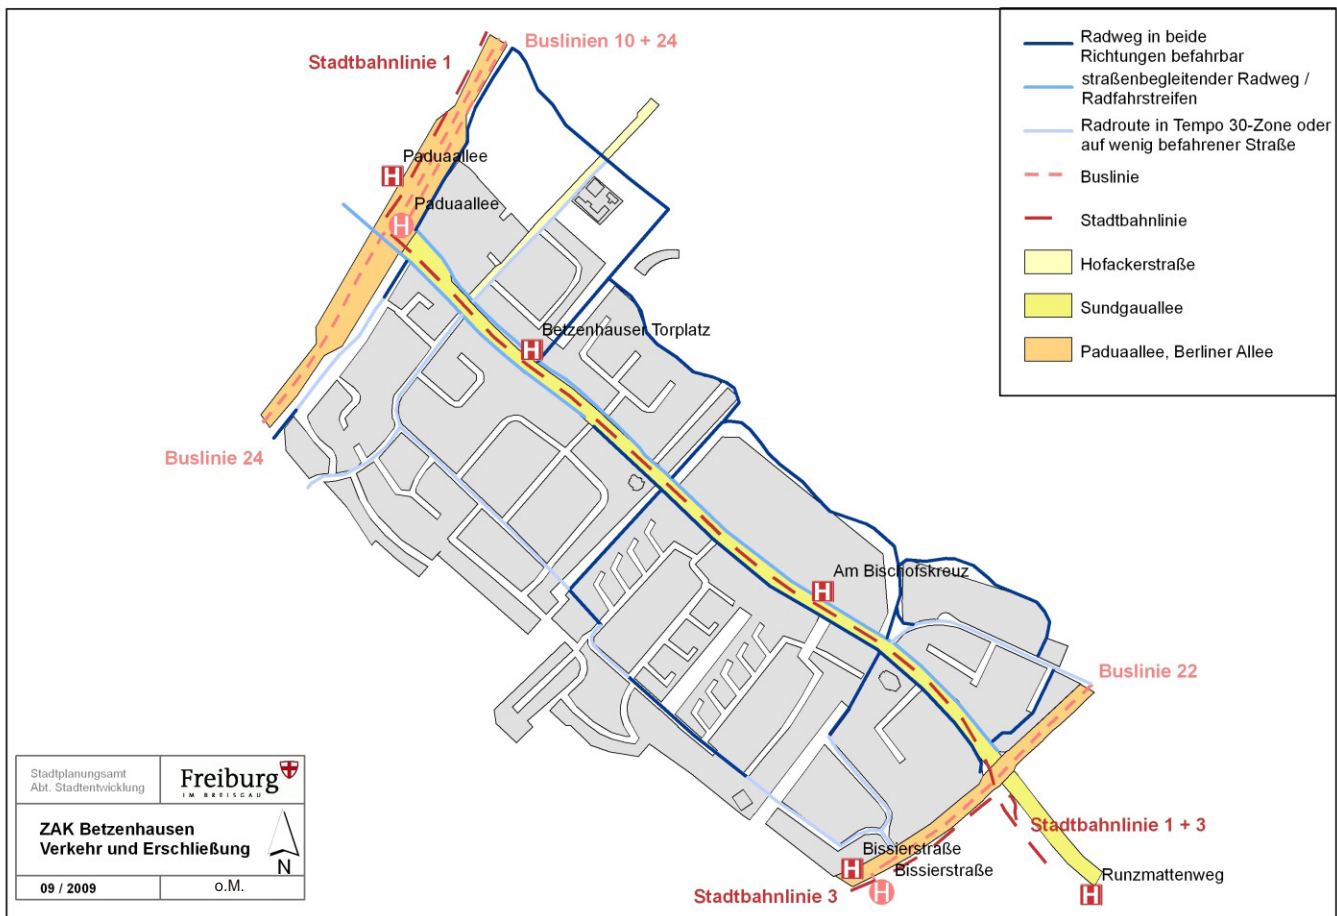 Buslinien 10 + 24
Stadtbahnlinie 1
Paduaallee
Paduaallee
Betzenhauser Torplatz
Buslinie 24
Am Bischofskreuz
Buslinie 22
Stadtbahnlinie 1 + 3
Bissierstraße
Bissierstraße
Stadtbahnlinie 3
Runzmattenweg
H
H
H
H
H
H
H
Radweg in beide
Richtungen befahrbar
straßenbegleitender Radweg /
Radfahrstreifen
Radroute in Tempo 30-Zone oder
auf wenig befahrener Straße
Buslinie
Stadtbahnlinie
Hofackerstraße
Sundgauallee
Paduaallee, Berliner Allee
Stadtplanungsamt
Abt. Stadtentwicklung
Freiburg
IM BREISGAU
ZAK Betzenhausen
Verkehr und Erschließung
N
09 / 2009
o.M.